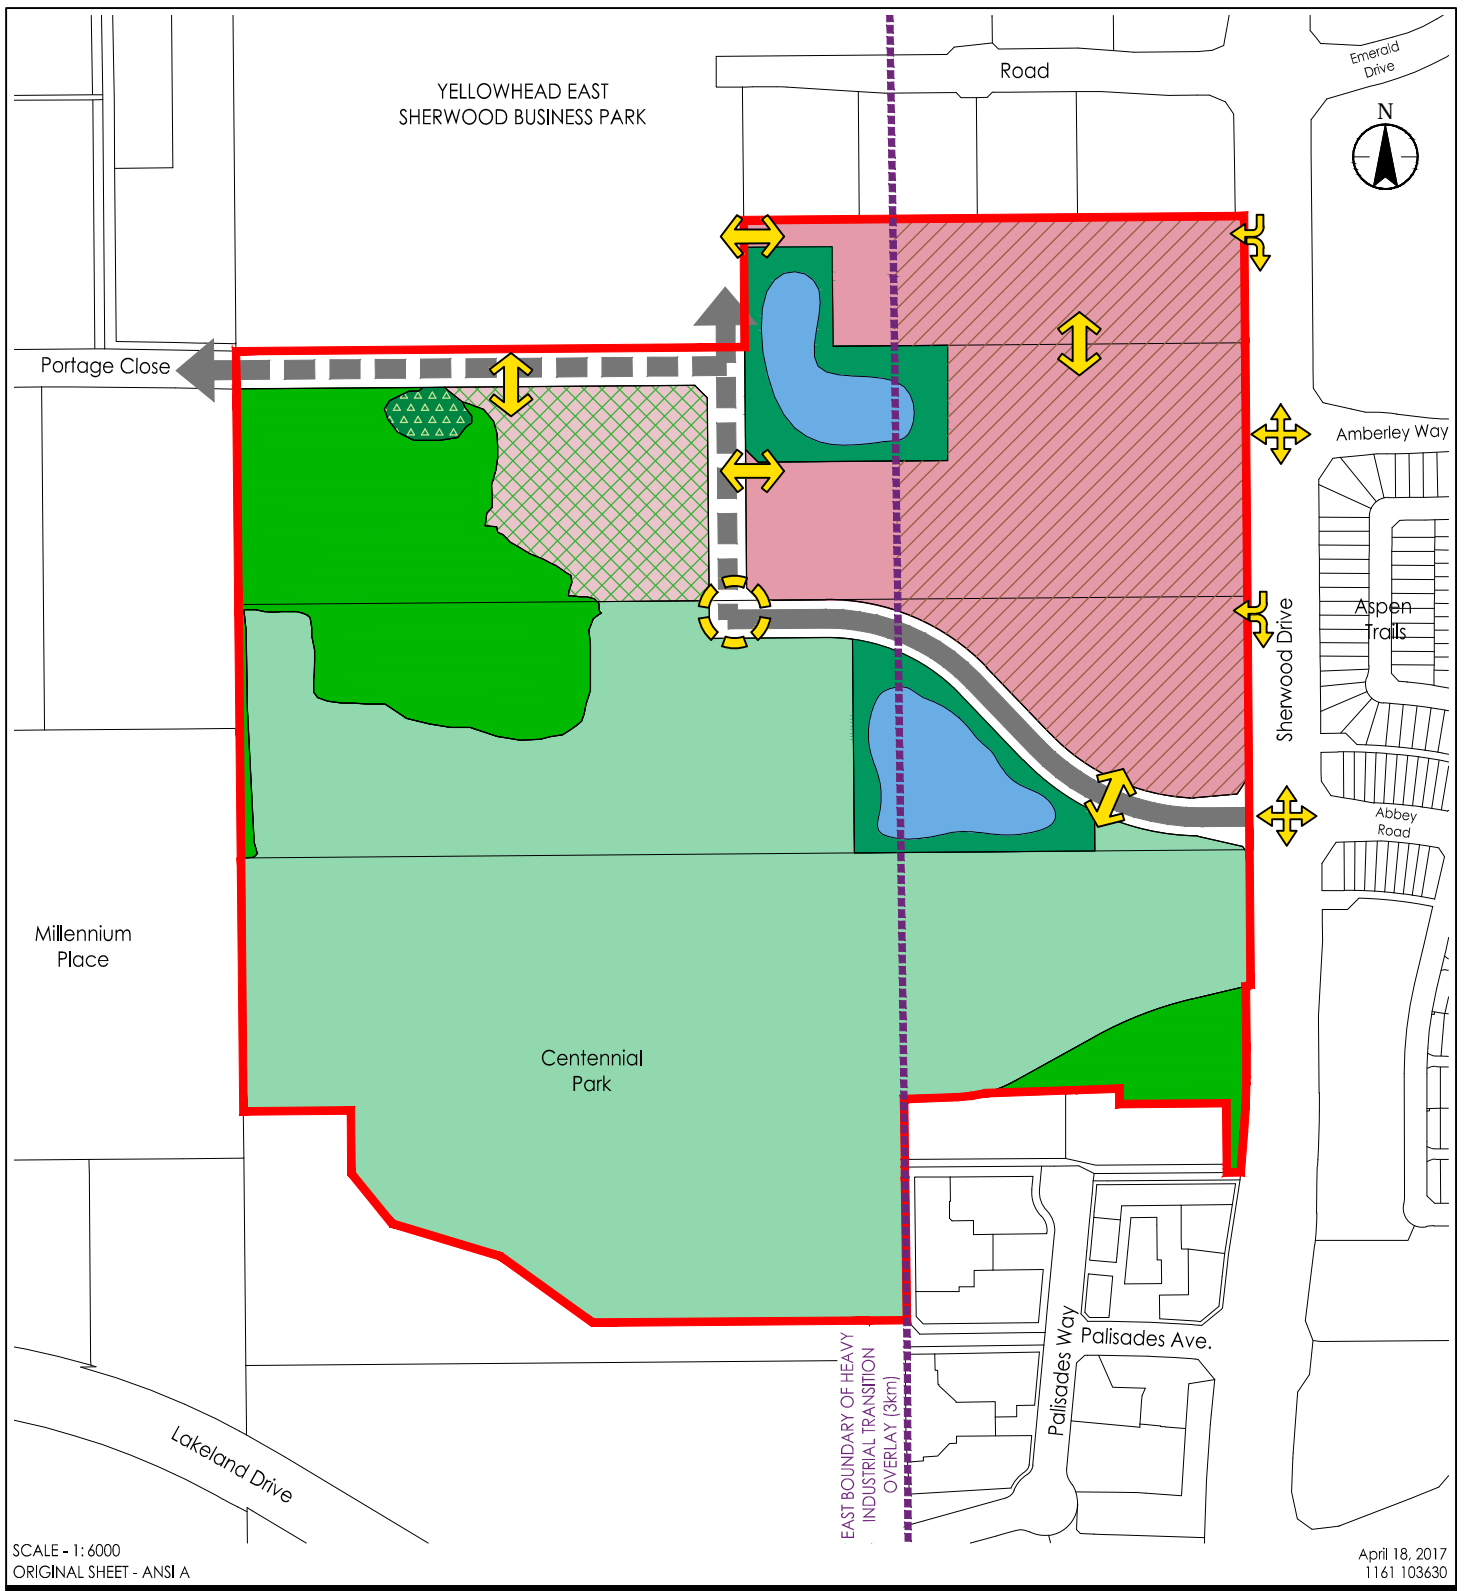 Emerald
Drive
Road
YELLOWHEAD EAST
SHERWOOD BUSINESS PARK
N
Portage Close
Amberley Way
Aspen
Trails
Sherwood Drive
Abbey
Road
Millennium
Place
Centennial
Park
Palisades Way
Palisades Ave.
EAST BOUNDARY OF HEAVY
INDUSTRIAL TRANSITION
OVERLAY (3km)
Lakeland Drive
SCALE - 1:6000
ORIGINAL SHEET - ANSI A
April 18, 2017
1161 103630